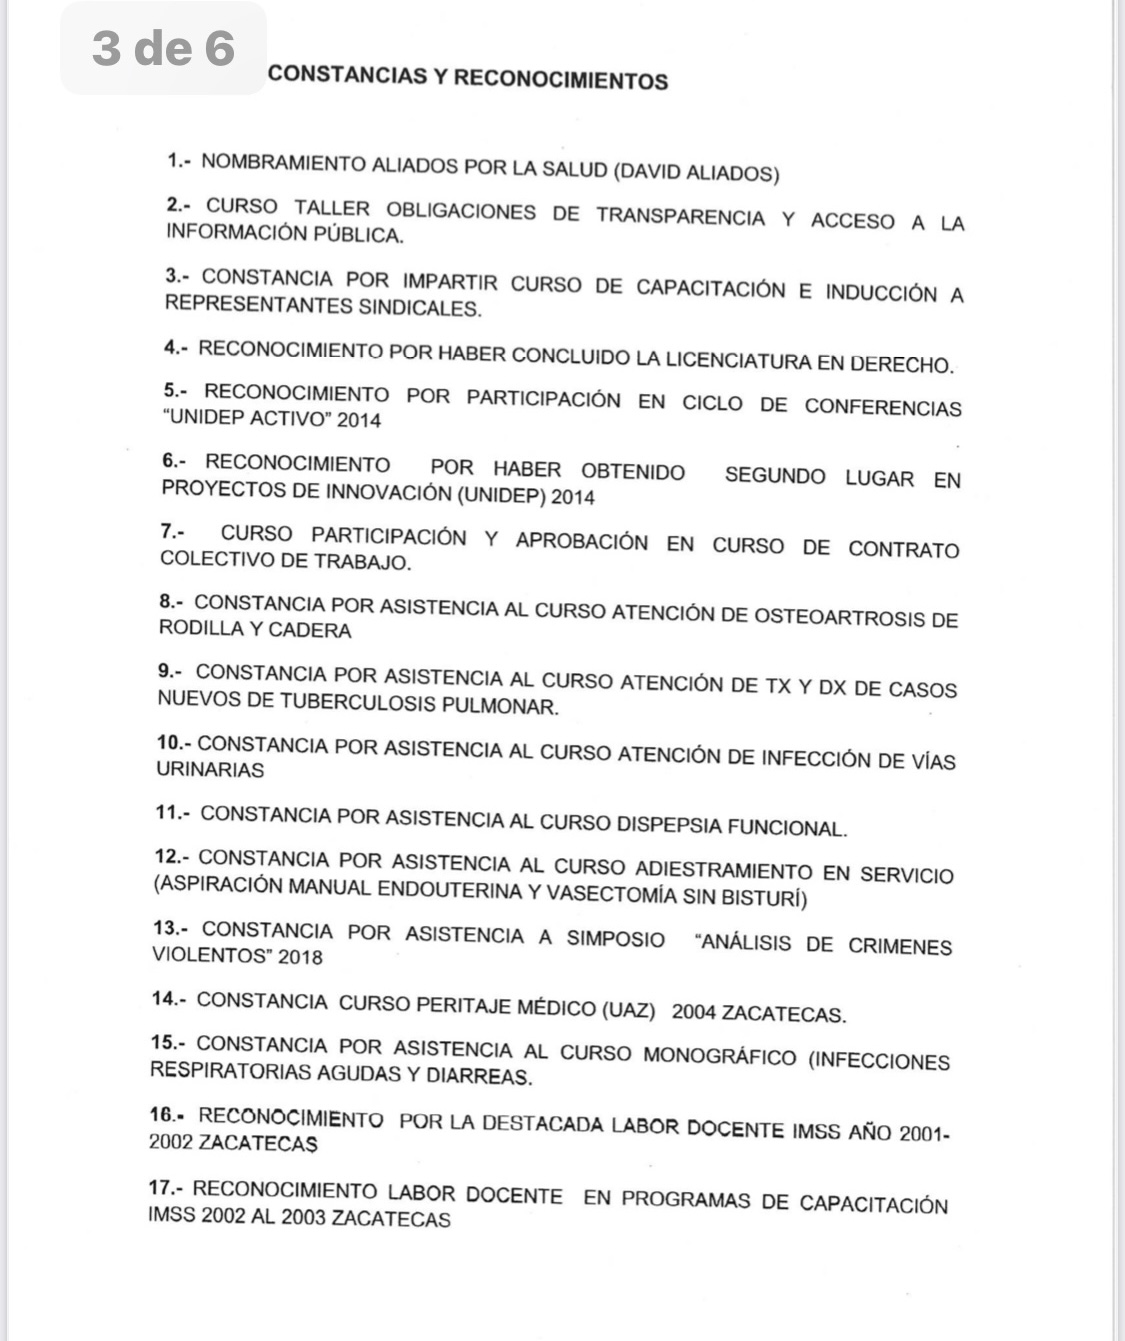 3 de 6
CONSTANCIAS Y RECONOCIMIENTOS
1.- NOMBRAMIENTO ALIADOS POR LA SALUD (DAVID ALIADOS)
2.- CURSO TALLER OBLIGACIONES DE TRANSPARENCIA Y ACCESO A LA
INFORMACIÓN PÚBLICA.
3.- CONSTANCIA POR IMPARTIR CURSO DE CAPACITACIÓN E INDUCCIÓN A
REPRESENTANTES SINDICALES.
4.- RECONOCIMIENTO POR HABER CONCLUIDO LA LICENCIATURA EN DERECHO.
5.- RECONOCIMIENTO POR PARTICIPACIÓN EN CICLO DE CONFERENCIAS
“UNIDEP ACTIVO” 2014
6.- RECONOCIMIENTO POR HABER OBTENIDO SEGUNDO LUGAR EN
PROYECTOS DE INNOVACIÓN (UNIDEP) 2014
7.- CURSO PARTICIPACIÓN Y APROBACIÓN EN CURSO DE CONTRATO
COLECTIVO DE TRABAJO.
8.- CONSTANCIA POR ASISTENCIA AL CURSO ATENCIÓN DE OSTEOARTROSIS DE
RODILLA Y CADERA
9.- CONSTANCIA POR ASISTENCIA AL CURSO ATENCIÓN DE TX Y DX DE CASOS
NUEVOS DE TUBERCULOSIS PULMONAR.
10.- CONSTANCIA POR ASISTENCIA AL CURSO ATENCIÓN DE INFECCIÓN DE VÍAS
URINARIAS
11.- CONSTANCIA POR ASISTENCIA AL CURSO DISPEPSIA FUNCIONAL.
12.- CONSTANCIA POR ASISTENCIA AL CURSO ADIESTRAMIENTO EN SERVICIO
(ASPIRACIÓN MANUAL ENDOUTERINA Y VASECTOMÍA SIN BISTURÍ)
13.- CONSTANCIA POR ASISTENCIA A SIMPOSIO “ANÁLISIS DE CRIMENES
VIOLENTOS” 2018
14.- CONSTANCIA CURSO PERITAJE MÉDICO (UAZ) 2004 ZACATECAS.
15.- CONSTANCIA POR ASISTENCIA AL CURSO MONOGRÁFICO (INFECCIONES
RESPIRATORIAS AGUDAS Y DIARREAS.
16.- RECONOCIMIENTO POR LA DESTACADA LABOR DOCENTE IMSS AÑO 2001-
2002 ZACATECAS
17.- RECONOCIMIENTO LABOR DOCENTE EN PROGRAMAS DE CAPACITACIÓN
IMSS 2002 AL 2003 ZACATECAS